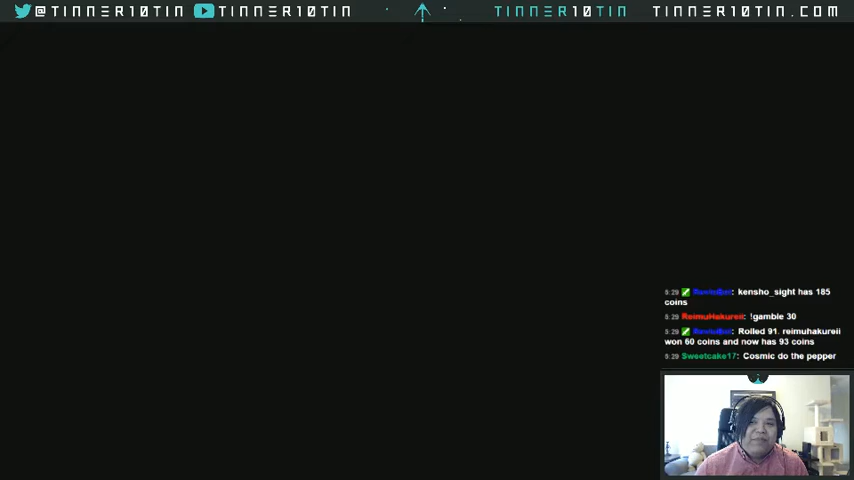 @TINNER10TIN TINNER10TIN TINNER10TIN TINNER10TIN.COM
5:29 kensho_sight has 185
coins
5:29 ReimuHakureii: !gamble 30
5:29 Rolled 91. reimuhakureii
won 60 coins and now has 93 coins
5:29 Sweetcake17: Cosmic do the pepper